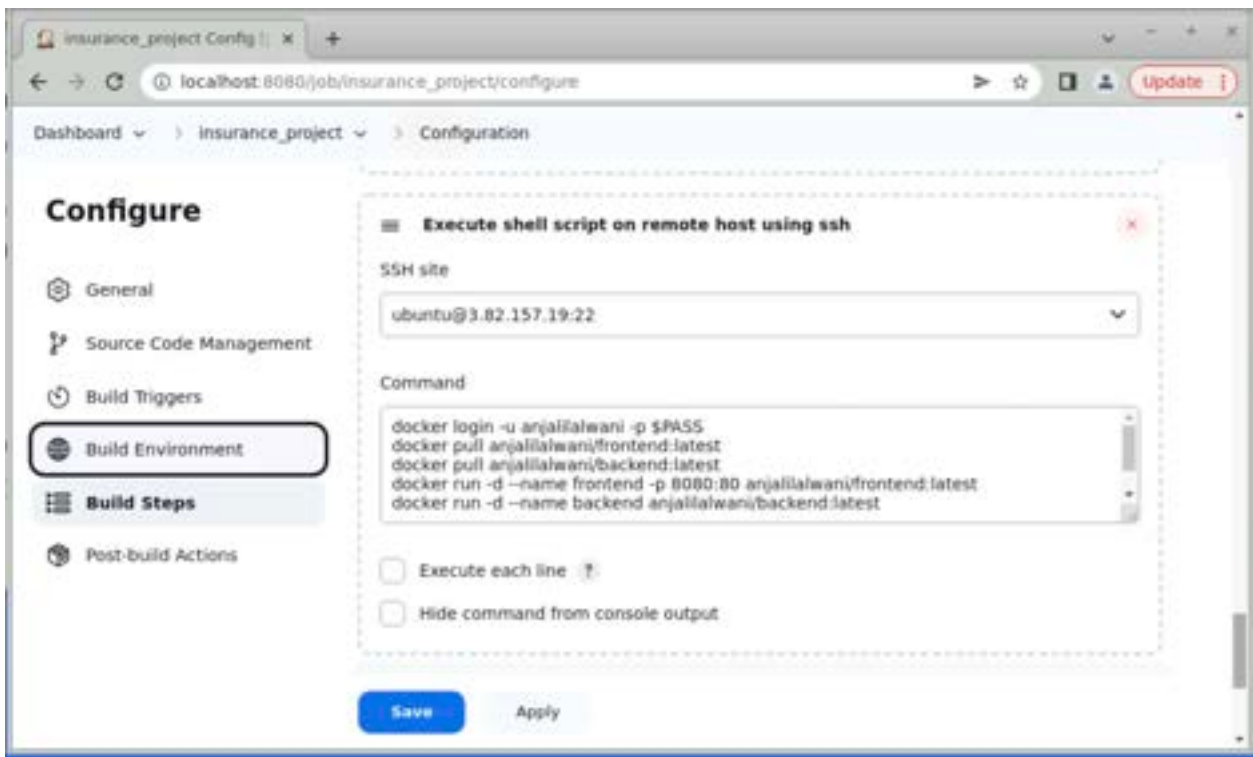 insurance_project Config [
localhost:8080/job/insurance_project/configure
Update
Dashboard
insurance_project
Configuration
Configure
General
Source Code Management
Build Triggers
Build Environment
Build Steps
Post-build Actions
Execute shell script on remote host using ssh
SSH site
ubuntu@3.82.157.19:22
Command
docker login -u anjalilalwani -p $PASS
docker pull anjalilalwani/frontend:latest
docker pull anjalilalwani/backend:latest
docker run -d --name frontend -p 8080:80 anjalilalwani/frontend:latest
docker run -d --name backend anjalilalwani/backend:latest
Execute each line ?
Hide command from console output
Save
Apply